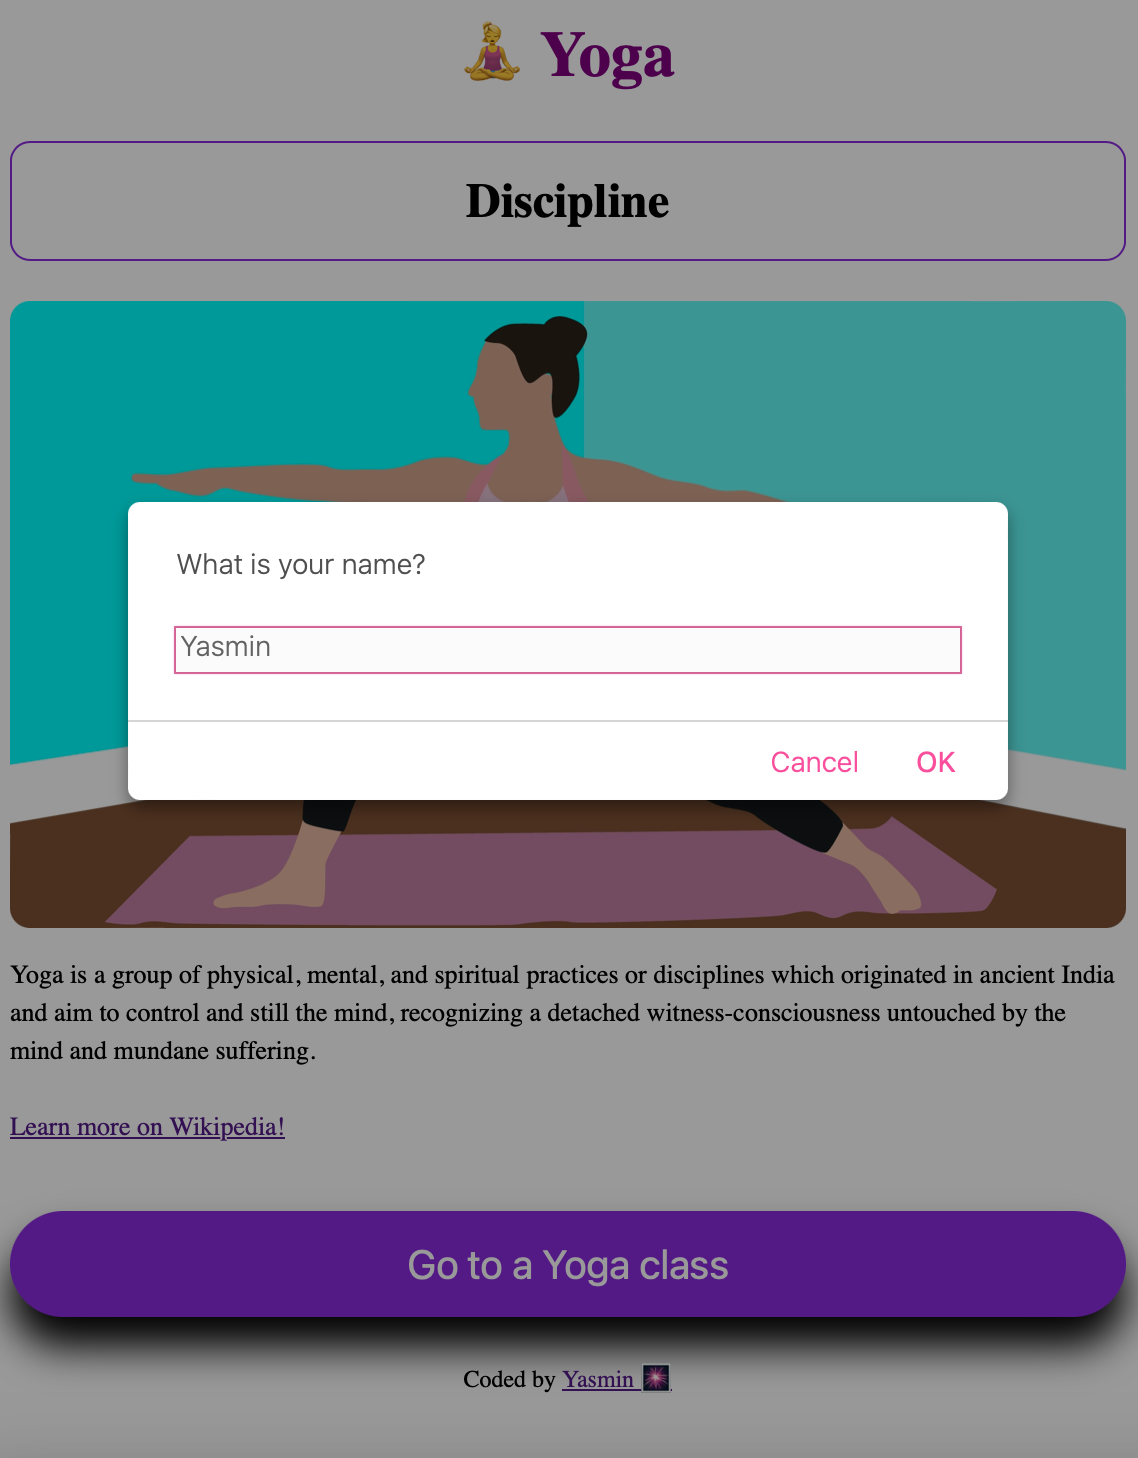 🧘‍♀️ Yoga
Discipline
What is your name?
Yasmin
Cancel OK
Yoga is a group of physical, mental, and spiritual practices or disciplines which originated in ancient India
and aim to control and still the mind, recognizing a detached witness-consciousness untouched by the
mind and mundane suffering.
Learn more on Wikipedia!
Go to a Yoga class
Coded by Yasmin 🎆